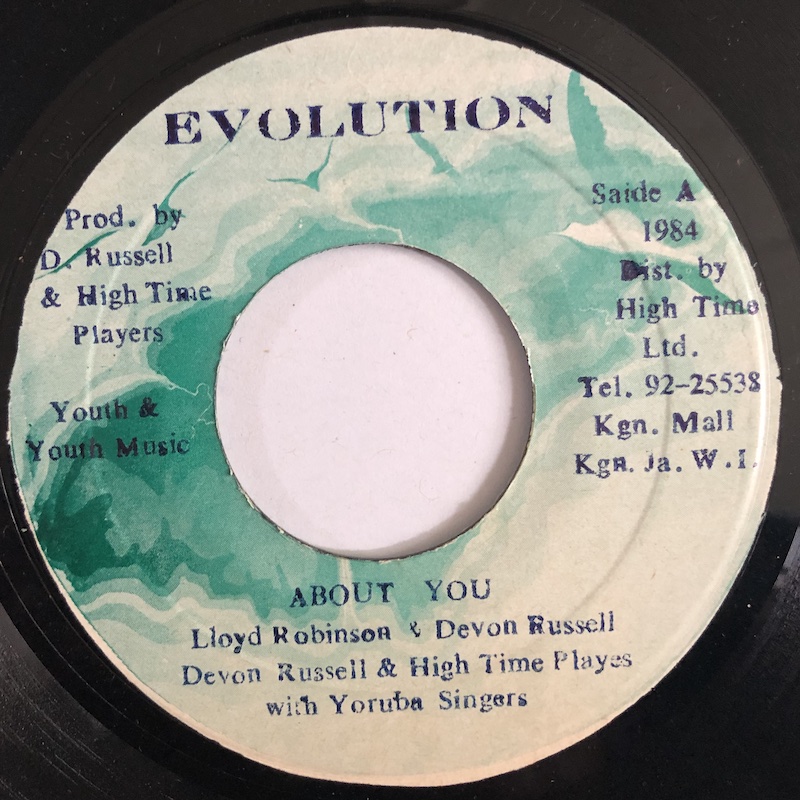 EVOLUTION
Prod. by
D. Russell
& High Time
Players
Youth &
Youth Music
Saide A
1984
Dist. by
High Time
Ltd.
Tel. 92-25538
Kgn. Mall
Kgn. Ja. W.I.
ABOUT YOU
Lloyd Robinson & Devon Russell
Devon Russell & High Time Playes
with Yoruba Singers